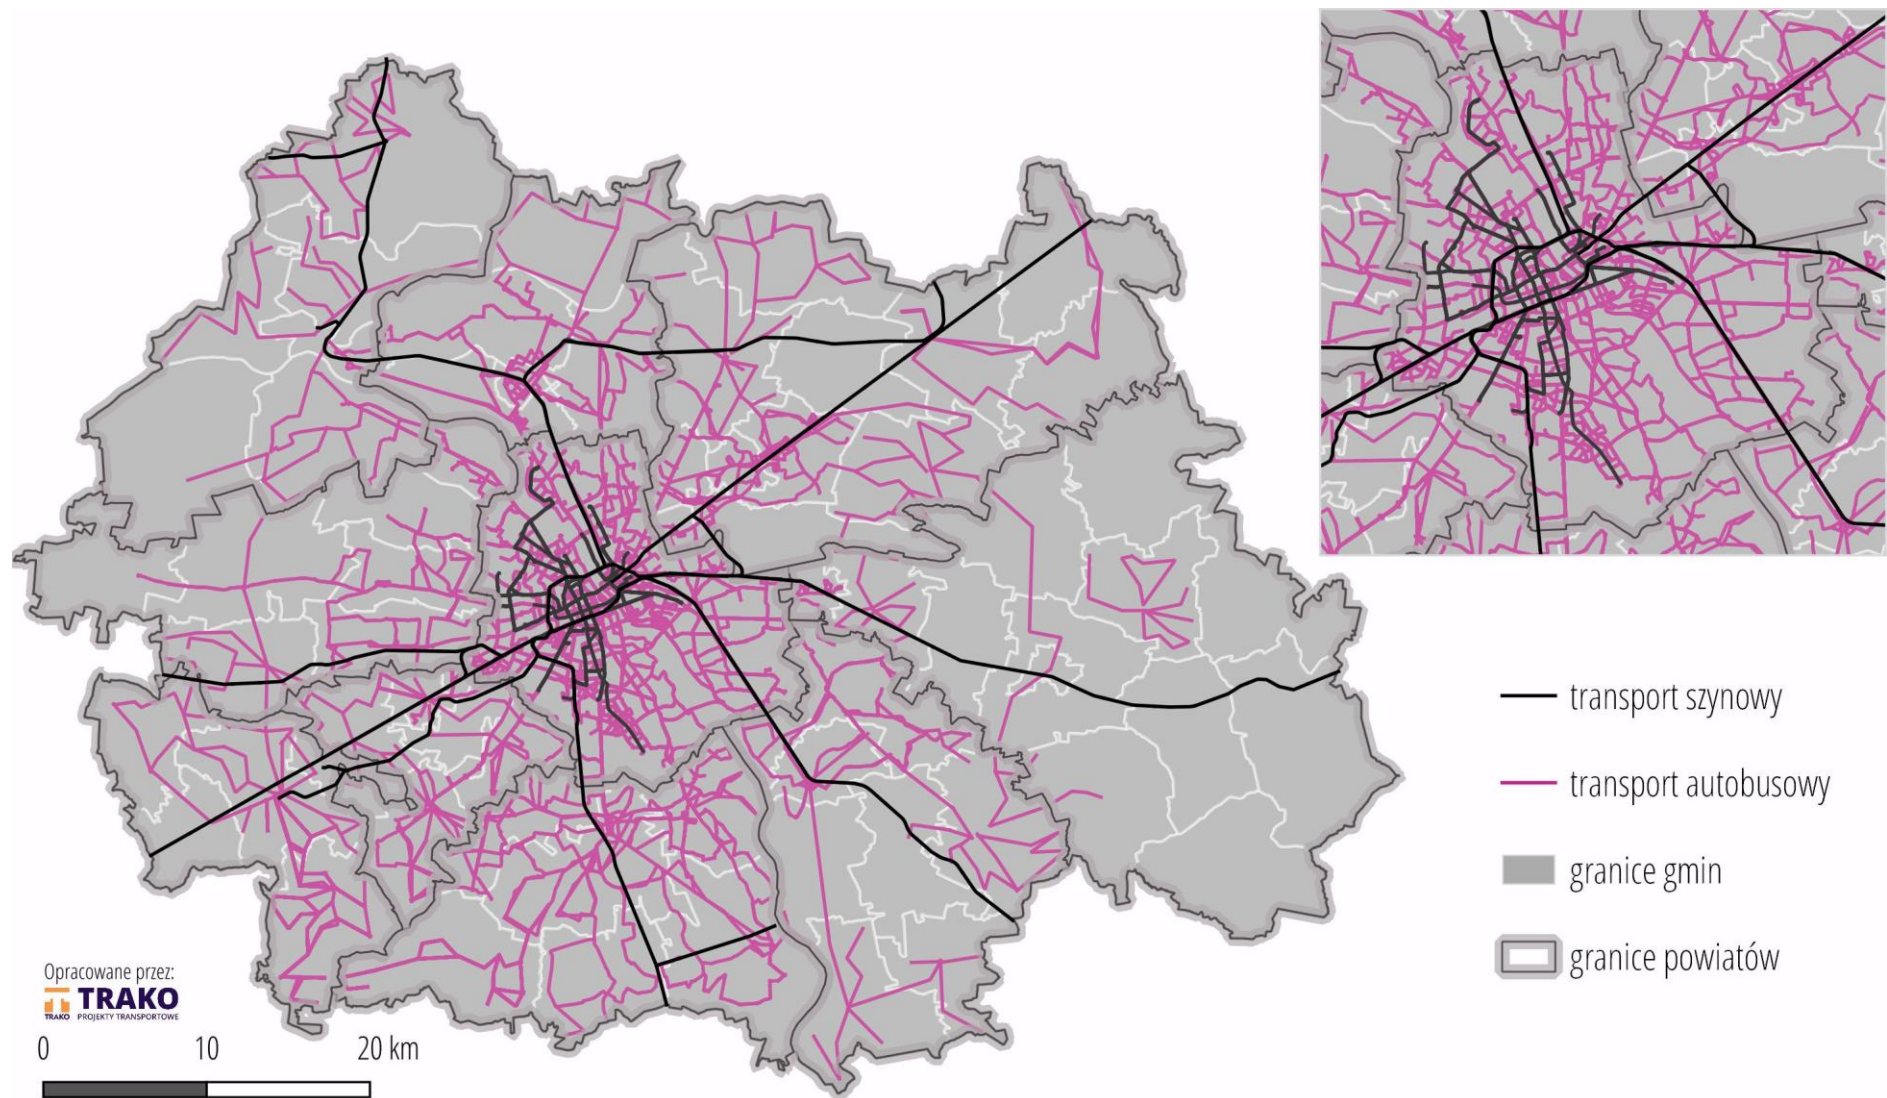 transport szynowy
transport autobusowy
granice gmin
granice powiatów
Opracowane przez:
TRAKO
TRAKO PROJEKTY TRANSPORTOWE
0 10 20 km